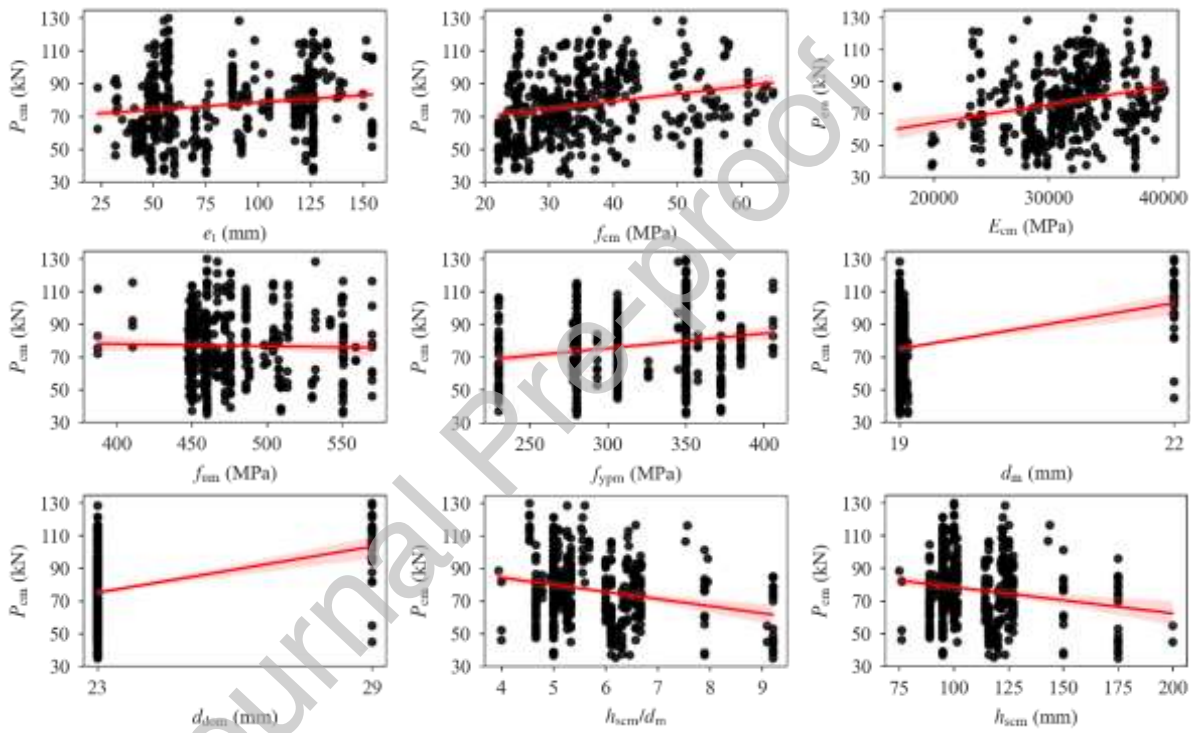 130
110
90
70
50
30
P_cm (kN)
25 50 75 100 125 150
e_t (mm)
130
110
90
70
50
30
P_cm (kN)
20 30 40 50 60
f_cm (MPa)
130
110
90
70
50
30
P_cm (kN)
20000 30000 40000
E_cm (MPa)
130
110
90
70
50
30
P_cm (kN)
400 450 500 550
(MPa)
130
110
90
70
50
30
P_cm (kN)
250 300 350 400
f_ypm (MPa)
130
110
90
70
50
30
P_cm (kN)
19 22
d_m (mm)
130
110
90
70
50
30
P_cm (kN)
23 29
d_dom (mm)
130
110
90
70
50
30
P_cm (kN)
4 5 6 7 8 9
h_scm/d_m
130
110
90
70
50
30
P_cm (kN)
75 100 125 150 175 200
h_scm (mm)
Journal Pre-proof